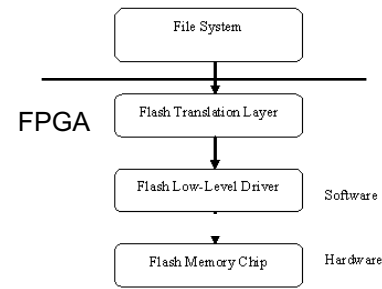 File System
FPGA
Flash Translation Layer
Flash Low-Level Driver
Software
Flash Memory Chip
Hardware